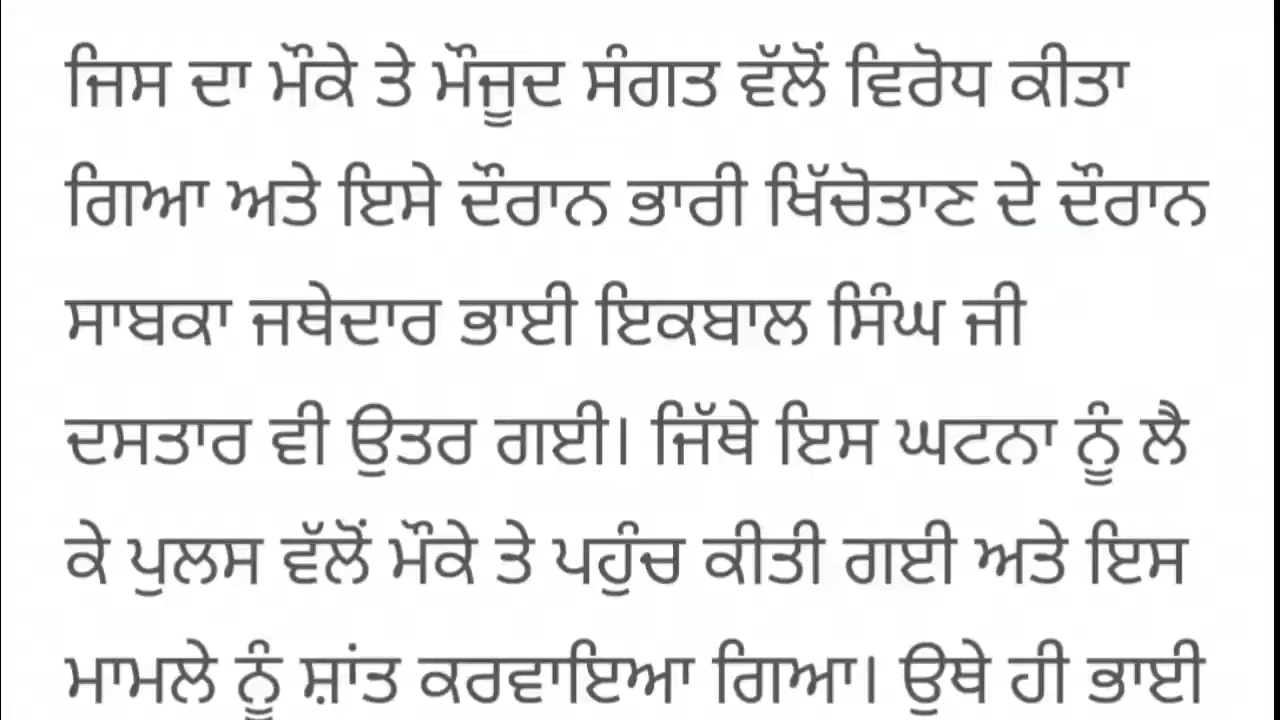 ਜਿਸ ਦਾ ਮੌਕੇ ਤੇ ਮੌਜੂਦ ਸੰਗਤ ਵੱਲੋਂ ਵਿਰੋਧ ਕੀਤਾ
ਗਿਆ ਅਤੇ ਇਸੇ ਦੌਰਾਨ ਭਾਰੀ ਖਿੱਚੋਤਾਣ ਦੇ ਦੌਰਾਨ
ਸਾਬਕਾ ਜਥੇਦਾਰ ਭਾਈ ਇਕਬਾਲ ਸਿੰਘ ਜੀ
ਦਸਤਾਰ ਵੀ ਉਤਰ ਗਈ। ਜਿੱਥੇ ਇਸ ਘਟਨਾ ਨੂੰ ਲੈ
ਕੇ ਪੁਲਸ ਵੱਲੋਂ ਮੌਕੇ ਤੇ ਪਹੁੰਚ ਕੀਤੀ ਗਈ ਅਤੇ ਇਸ
ਮਾਮਲੇ ਨੂੰ ਸ਼ਾਂਤ ਕਰਵਾਇਆ ਗਿਆ। ਉਥੇ ਹੀ ਭਾਈ